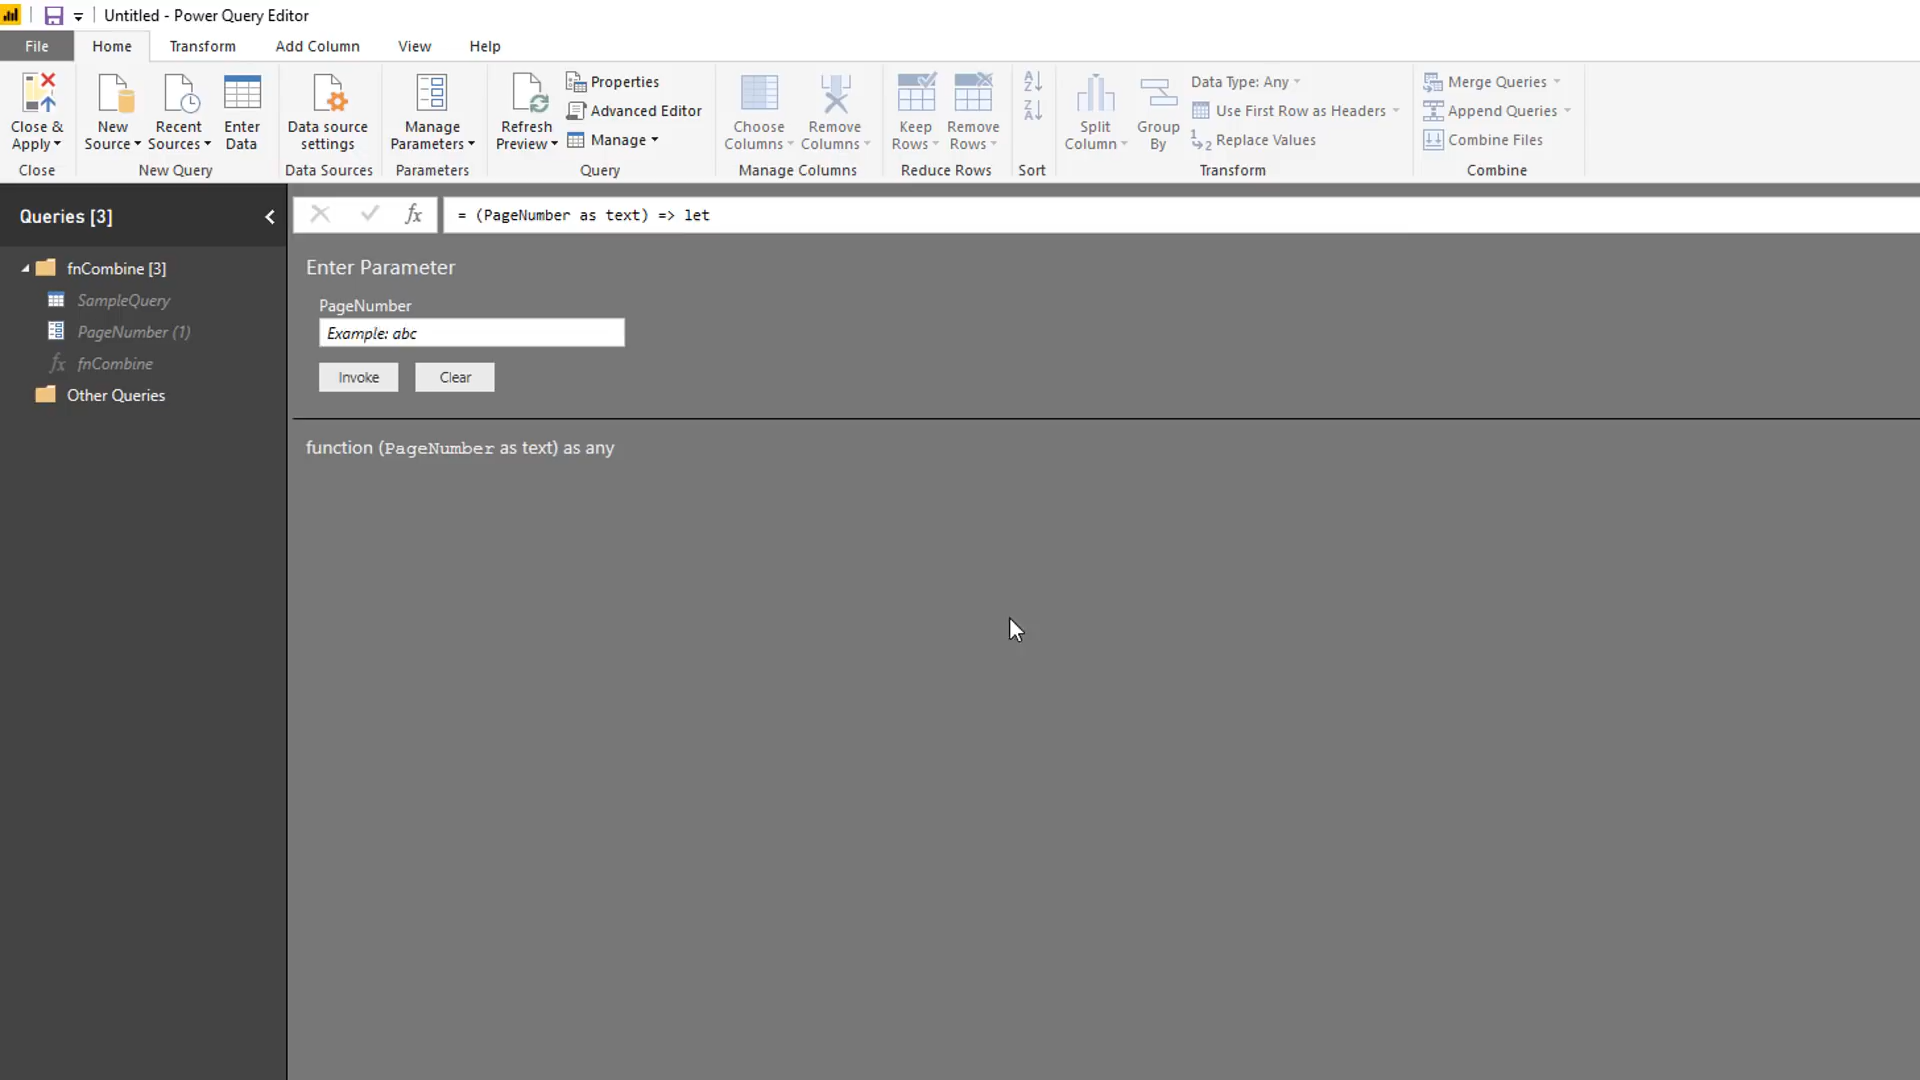 Untitled - Power Query Editor
File Home Transform Add Column View Help
Close & Apply
New Source
Recent Sources
Enter Data
Data source settings
Manage Parameters
Refresh Preview
Properties
Advanced Editor
Manage
Choose Columns
Remove Columns
Keep Rows
Remove Rows
Split Column
Group By
Data Type: Any
Use First Row as Headers
Replace Values
Merge Queries
Append Queries
Combine Files
Close New Query Data Sources Parameters Query Manage Columns Reduce Rows Sort Transform Combine
Queries [3]
fnCombine [3]
SampleQuery
PageNumber (1)
fnCombine
Other Queries
fx = (PageNumber as text) => let
Enter Parameter
PageNumber
Example: abc
Invoke Clear
function (PageNumber as text) as any